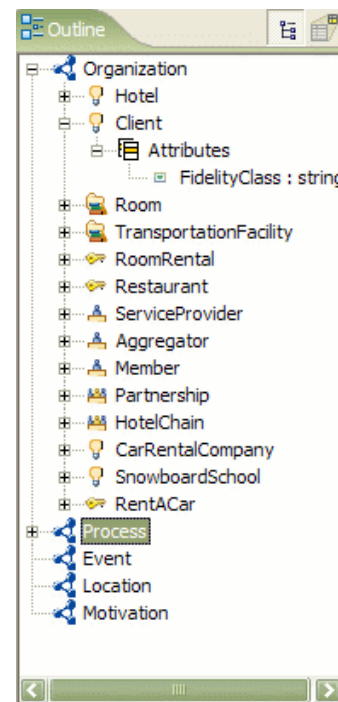 Outline
Organization
Hotel
Client
Attributes
FidelityClass : string
Room
TransportationFacility
RoomRental
Restaurant
ServiceProvider
Aggregator
Member
Partnership
HotelChain
CarRentalCompany
SnowboardSchool
RentACar
Process
Event
Location
Motivation